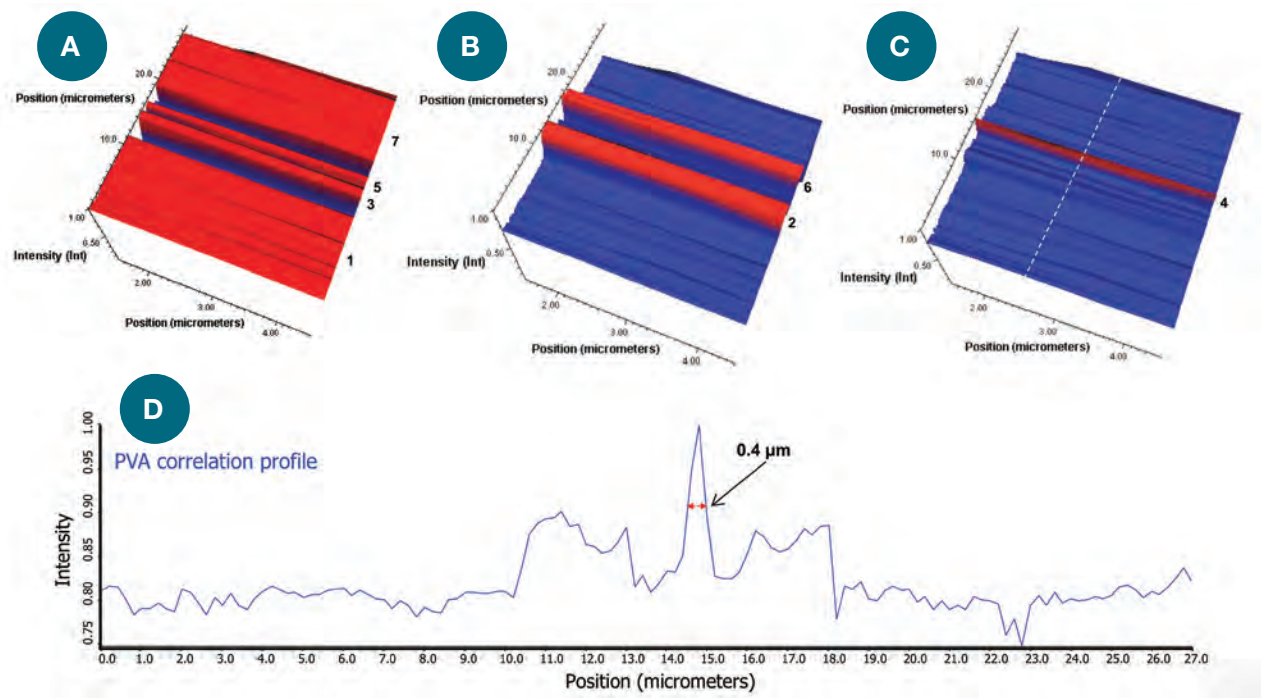 A
20.0
Position (micrometers)
10.0
1.00
0.50
Intensity (Int)
2.00
3.00
4.00
Position (micrometers)
7
5
3
1
B
20.0
Position (micrometers)
10.0
1.00
0.50
Intensity (Int)
2.00
3.00
4.00
Position (micrometers)
6
2
C
20.0
Position (micrometers)
10.0
1.00
0.50
Intensity (Int)
2.00
3.00
4.00
Position (micrometers)
4
D
PVA correlation profile
0.4 µm
Intensity
1.00
0.95
0.90
0.85
0.80
0.75
0.0 1.0 2.0 3.0 4.0 5.0 6.0 7.0 8.0 9.0 10.0 11.0 12.0 13.0 14.0 15.0 16.0 17.0 18.0 19.0 20.0 21.0 22.0 23.0 24.0 25.0 26.0 27.0
Position (micrometers)